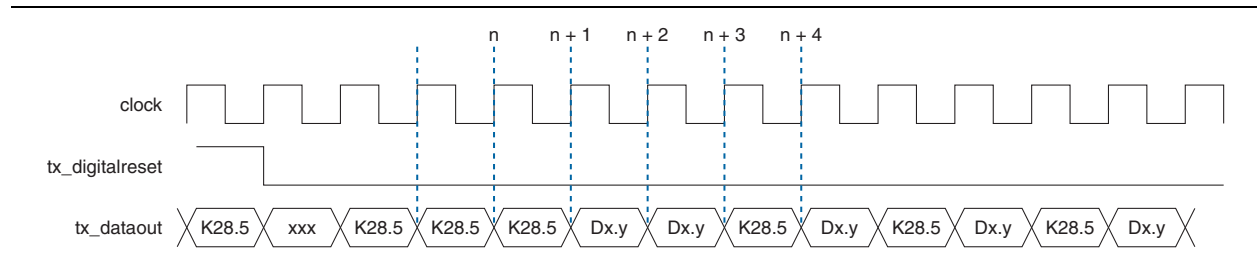 n n + 1 n + 2 n + 3 n + 4
clock
tx_digitalreset
tx_dataout K28.5 xxx K28.5 K28.5 K28.5 Dx.y Dx.y K28.5 Dx.y K28.5 Dx.y K28.5 Dx.y